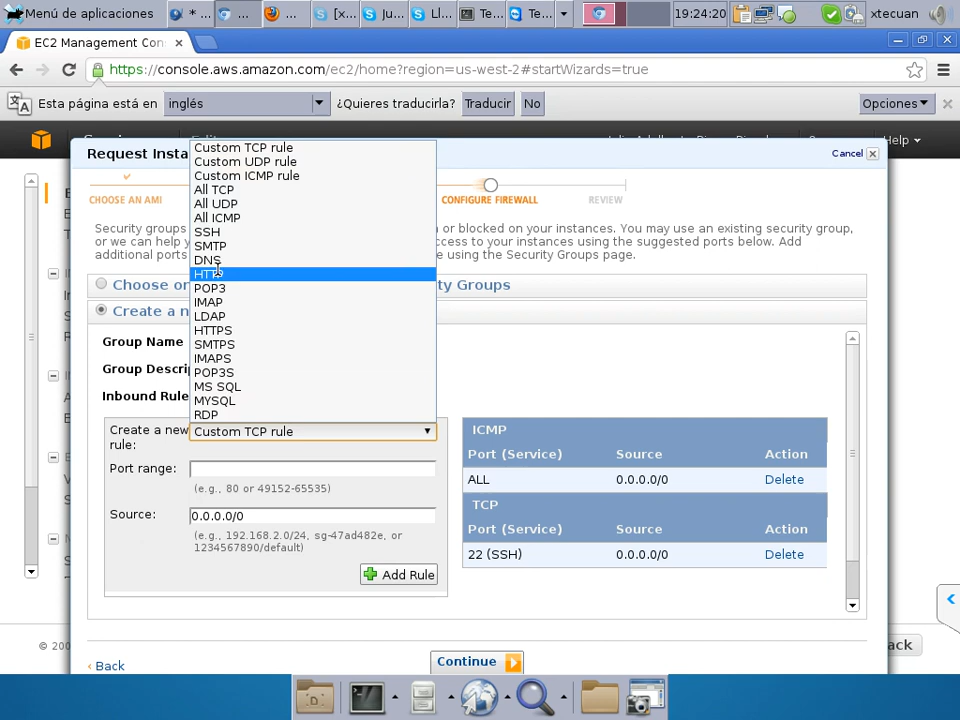 Menú de aplicaciones
* ...
...
...
[x...
Ju...
Ll...
Te...
Te...
19:24:20
xtecuan
EC2 Management Con
https://console.aws.amazon.com/ec2/home?region=us-west-2#startWizards=true
Esta página está en
inglés
¿Quieres traducirla?
Traducir
No
Opciones
Help
Request Insta
Cancel
CHOOSE AN AMI
CONFIGURE FIREWALL
REVIEW
Security groups
or blocked on your instances. You may use an existing security group,
or we can help y
ccess to your instances using the suggested ports below. Add
additional ports
e using the Security Groups page.
Choose on
ty Groups
Create a n
Group Name
Group Descrip
Inbound Rule
Custom TCP rule
Custom UDP rule
Custom ICMP rule
All TCP
All UDP
All ICMP
SSH
SMTP
DNS
HTTP
POP3
IMAP
LDAP
HTTPS
SMTPS
IMAPS
POP3S
MS SQL
MYSQL
RDP
Create a new
rule:
Custom TCP rule
Port range:
(e.g., 80 or 49152-65535)
Source:
0.0.0.0/0
(e.g., 192.168.2.0/24, sg-47ad482e, or
1234567890/default)
Add Rule
ICMP
Port (Service)
Source
Action
ALL
0.0.0.0/0
Delete
TCP
Port (Service)
Source
Action
22 (SSH)
0.0.0.0/0
Delete
© 200
ack
‹ Back
Continue